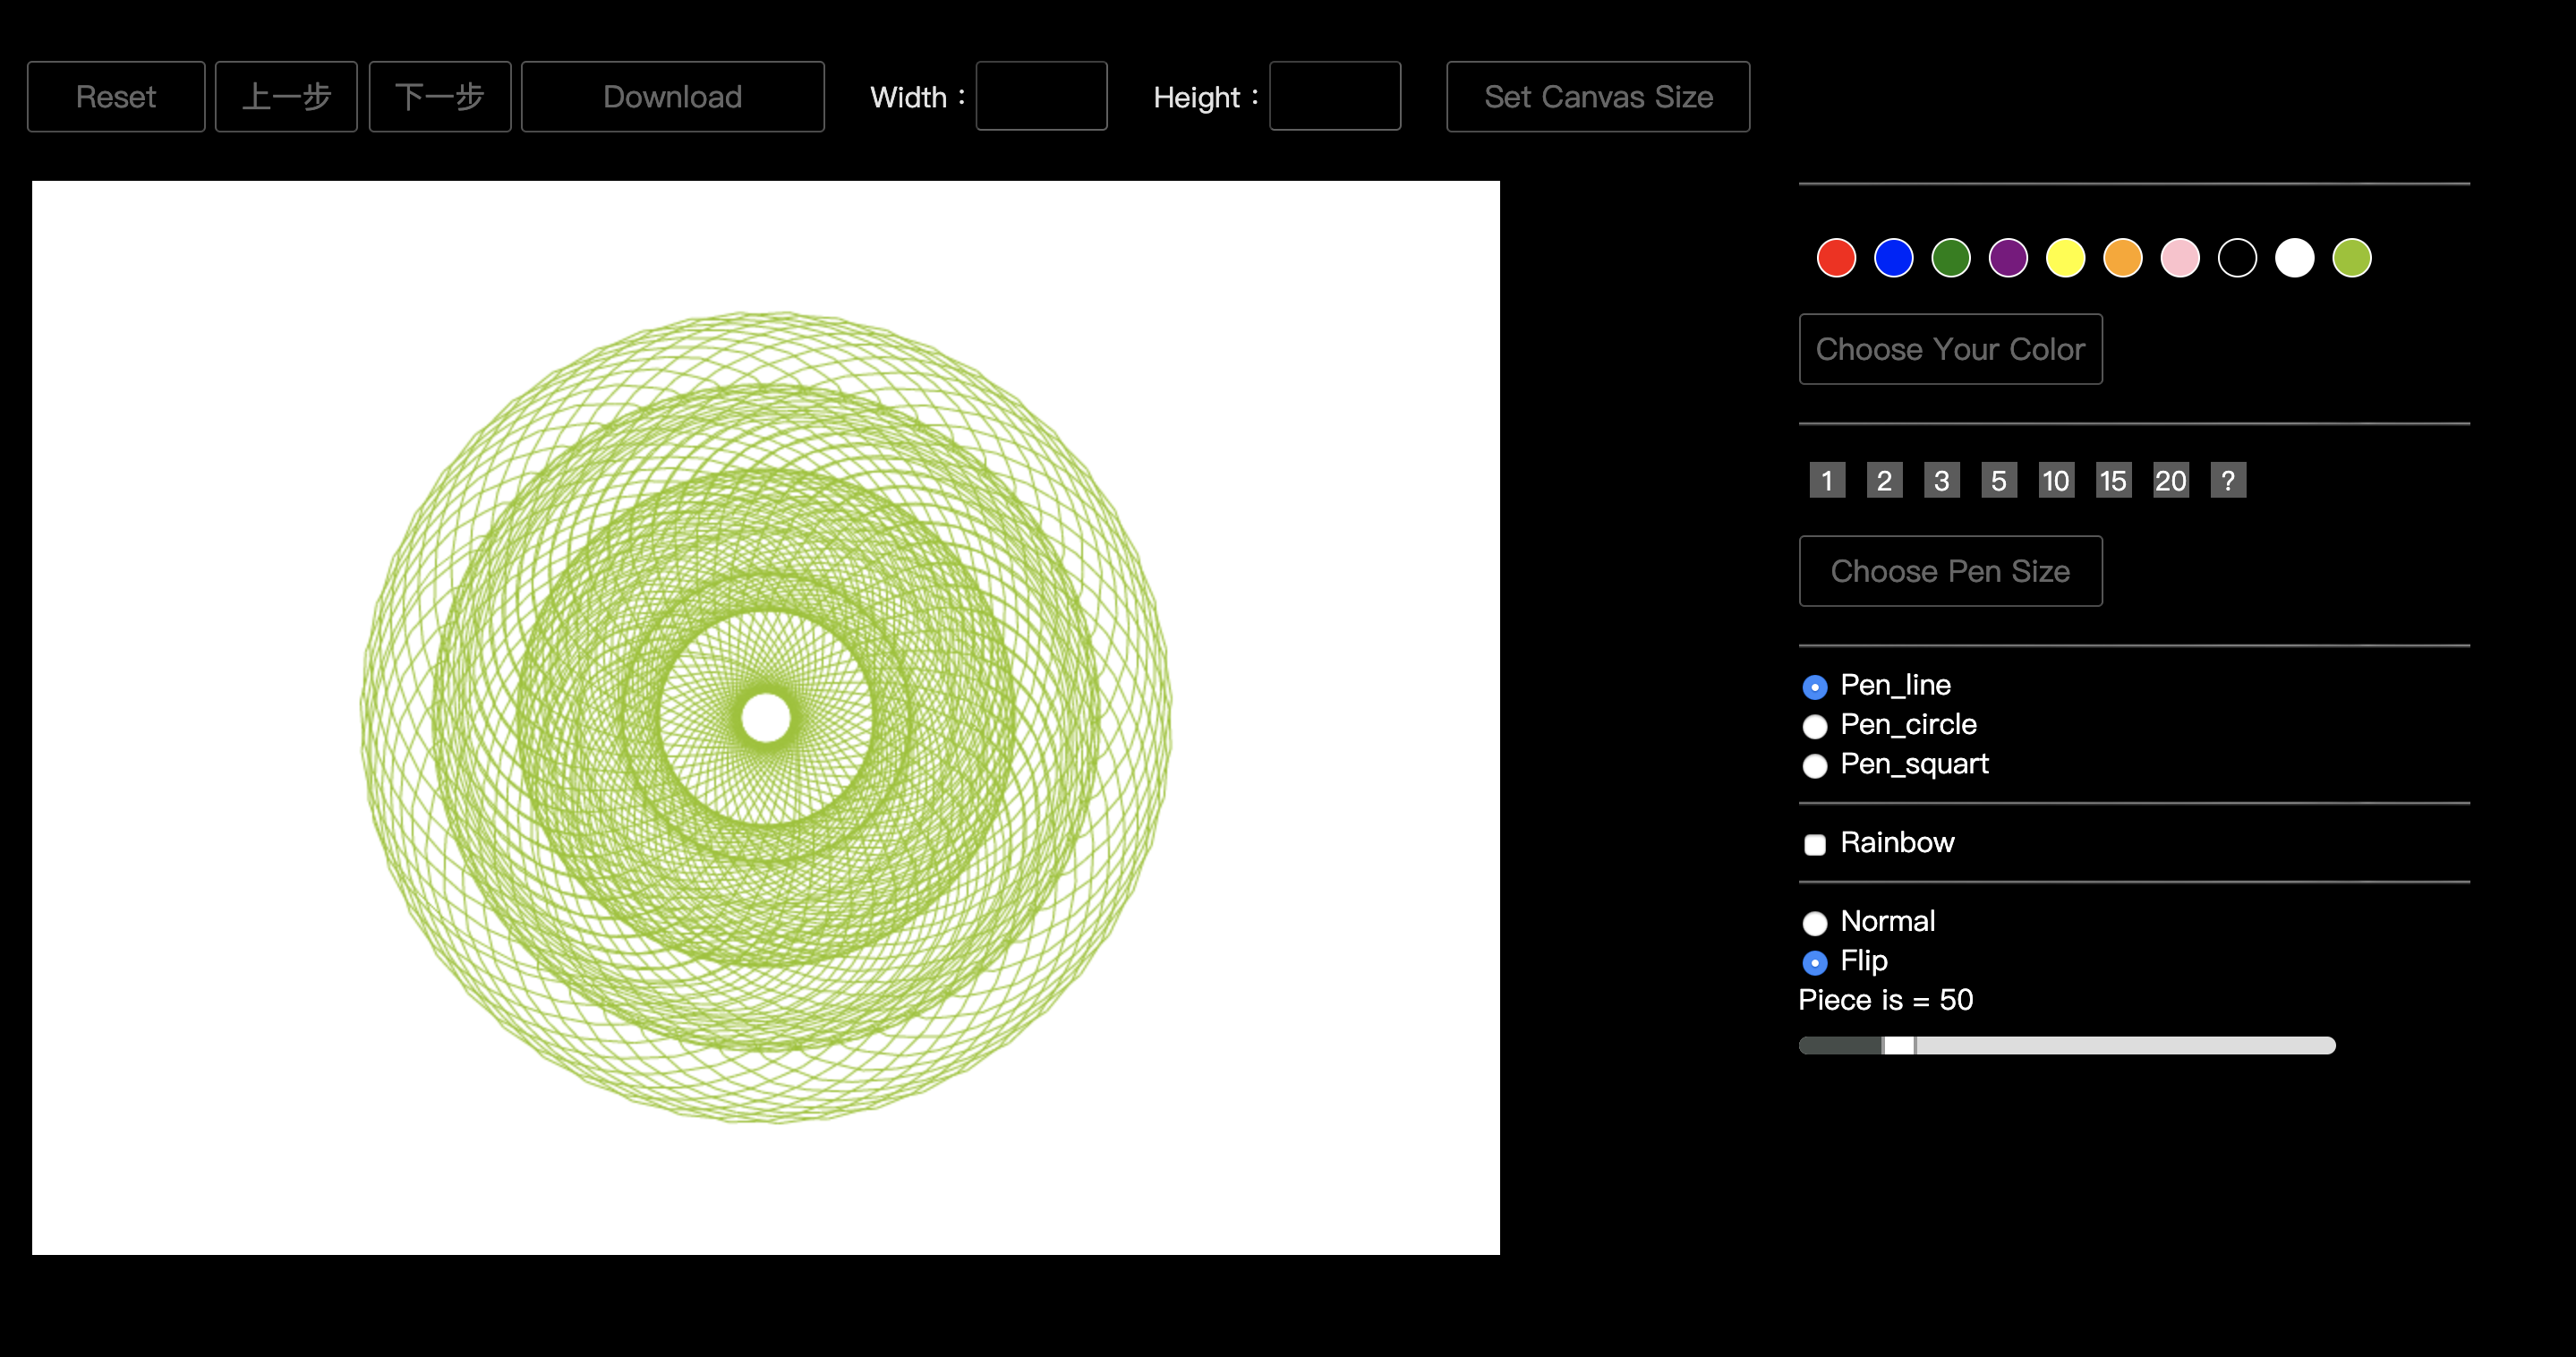 Reset 上一步 下一步 Download Width： Height： Set Canvas Size
Choose Your Color
1 2 3 5 10 15 20 ?
Choose Pen Size
Pen_line
Pen_circle
Pen_squart
Rainbow
Normal
Flip
Piece is = 50